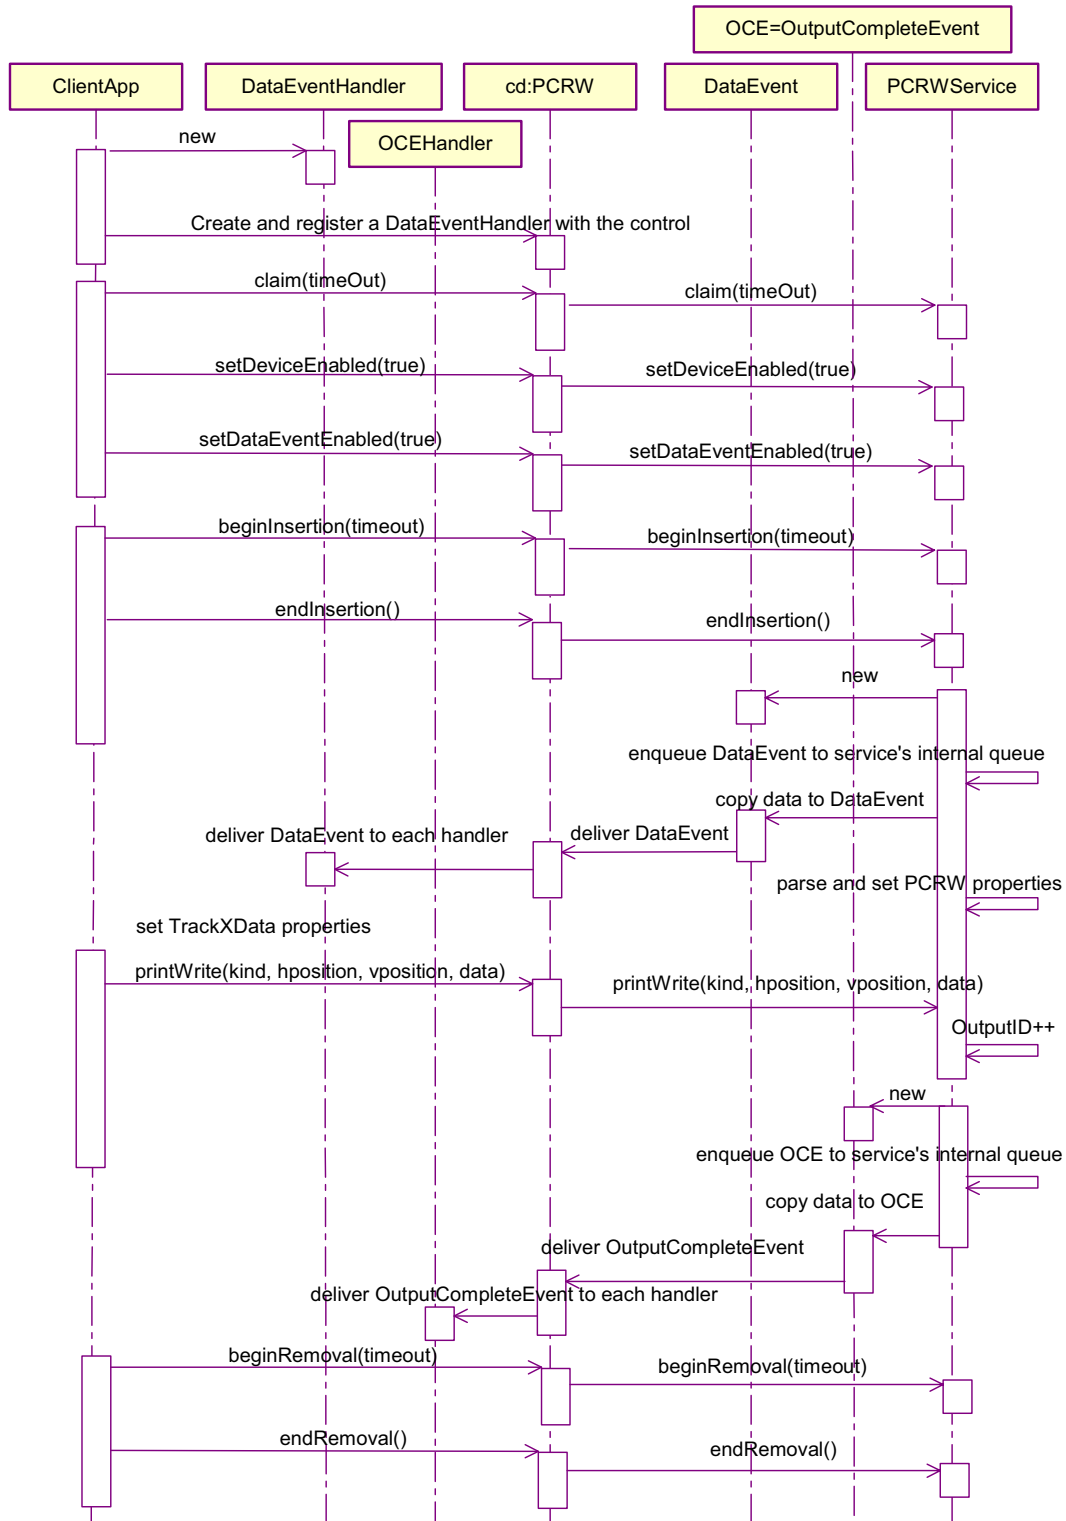 OCE=OutputCompleteEvent
ClientApp
DataEventHandler
cd:PCRW
DataEvent
PCRWService
OCEHandler
new
Create and register a DataEventHandler with the control
claim(timeOut)
claim(timeOut)
setDeviceEnabled(true)
setDeviceEnabled(true)
setDataEventEnabled(true)
setDataEventEnabled(true)
beginInsertion(timeout)
beginInsertion(timeout)
endInsertion()
endInsertion()
new
enqueue DataEvent to service's internal queue
copy data to DataEvent
deliver DataEvent to each handler
deliver DataEvent
parse and set PCRW properties
set TrackXData properties
printWrite(kind, hposition, vposition, data)
printWrite(kind, hposition, vposition, data)
OutputID++
new
enqueue OCE to service's internal queue
copy data to OCE
deliver OutputCompleteEvent
deliver OutputCompleteEvent to each handler
beginRemoval(timeout)
beginRemoval(timeout)
endRemoval()
endRemoval()